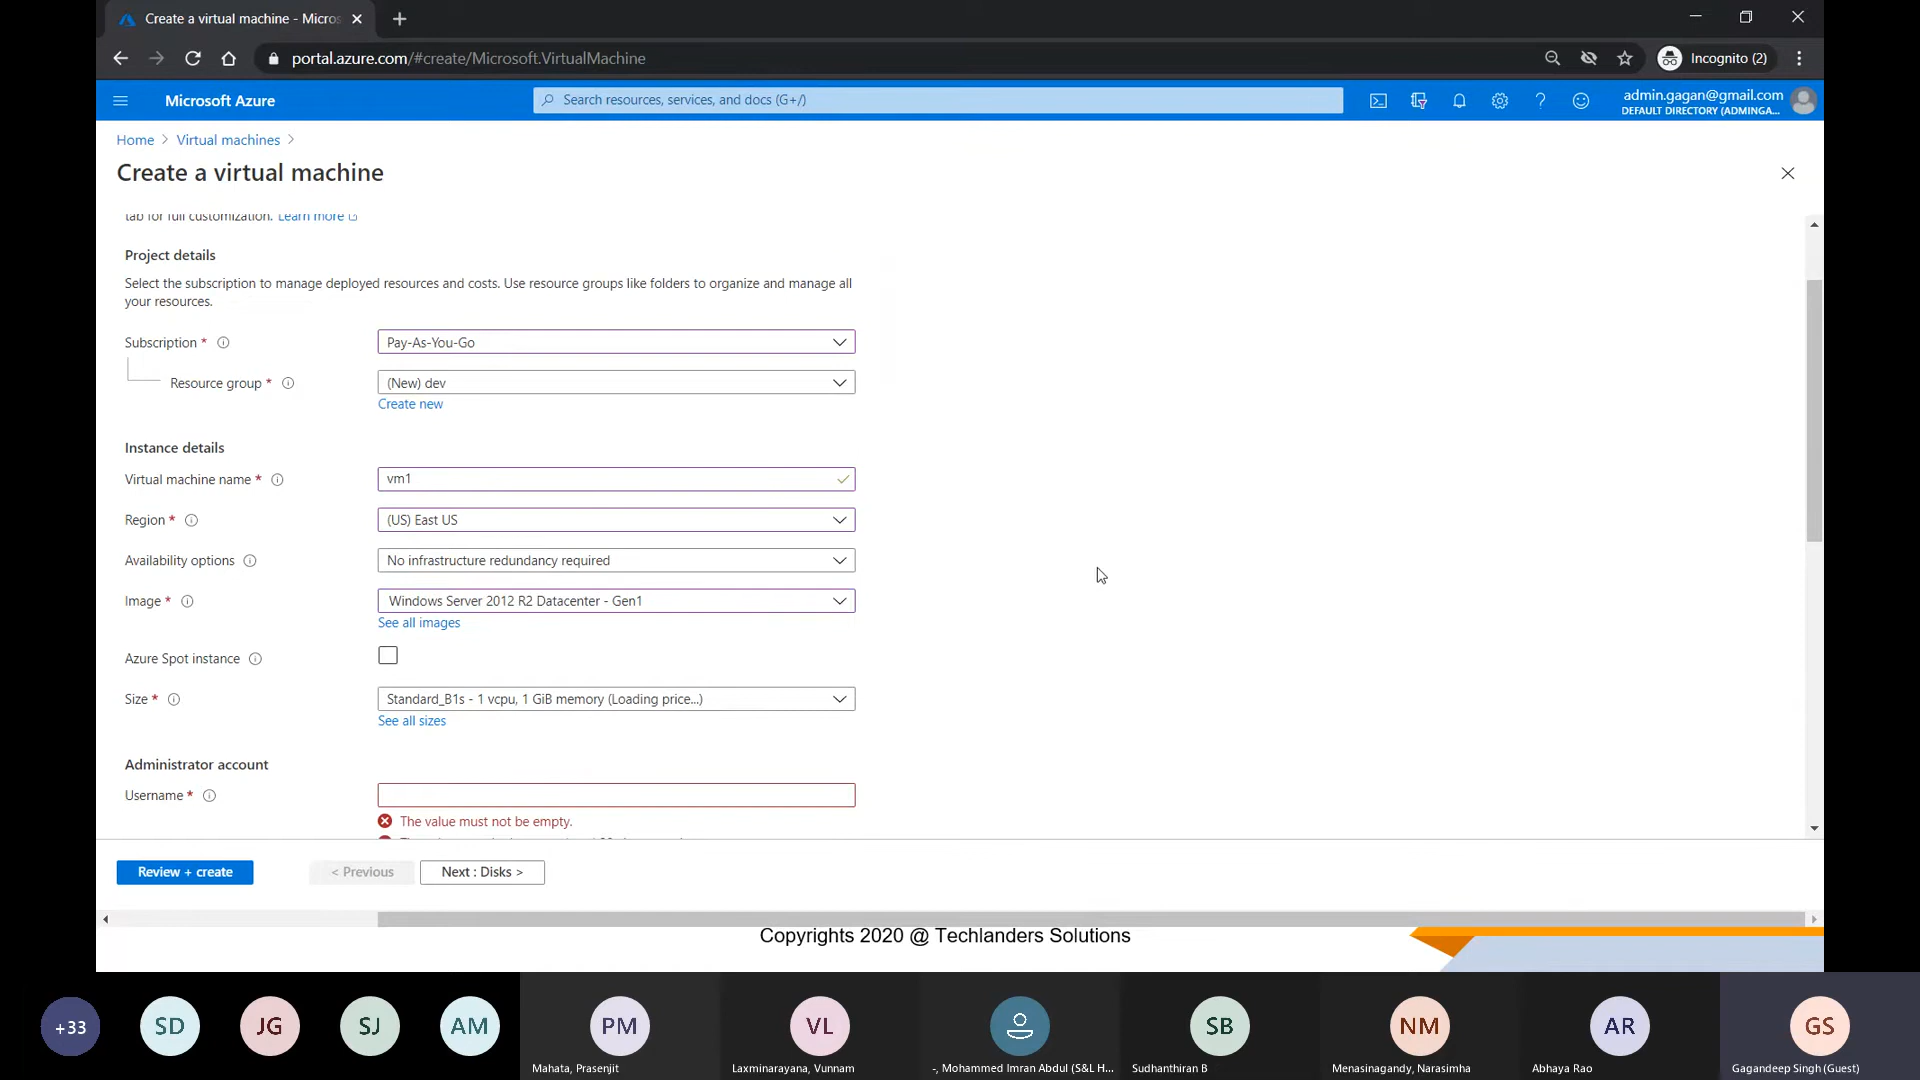 Create a virtual machine - Micros
portal.azure.com/#create/Microsoft.VirtualMachine
Incognito (2)
Microsoft Azure
Search resources, services, and docs (G+/)
admin.gagan@gmail.com
DEFAULT DIRECTORY (ADMINGA...
Home > Virtual machines >
Create a virtual machine
tab for full customization. Learn more
Project details
Select the subscription to manage deployed resources and costs. Use resource groups like folders to organize and manage all
your resources.
Subscription *
Pay-As-You-Go
Resource group *
(New) dev
Create new
Instance details
Virtual machine name *
vm1
Region *
(US) East US
Availability options
No infrastructure redundancy required
Image *
Windows Server 2012 R2 Datacenter - Gen1
See all images
Azure Spot instance
Size *
Standard_B1s - 1 vcpu, 1 GiB memory (Loading price...)
See all sizes
Administrator account
Username *
The value must not be empty.
Review + create
< Previous
Next : Disks >
Copyrights 2020 @ Techlanders Solutions
+33
SD
JG
SJ
AM
PM
VL
SB
NM
AR
GS
Mahata, Prasenjit
Laxminarayana, Vunnam
-, Mohammed Imran Abdul (S&L H...
Sudhanthiran B
Menasinagandy, Narasimha
Abhaya Rao
Gagandeep Singh (Guest)